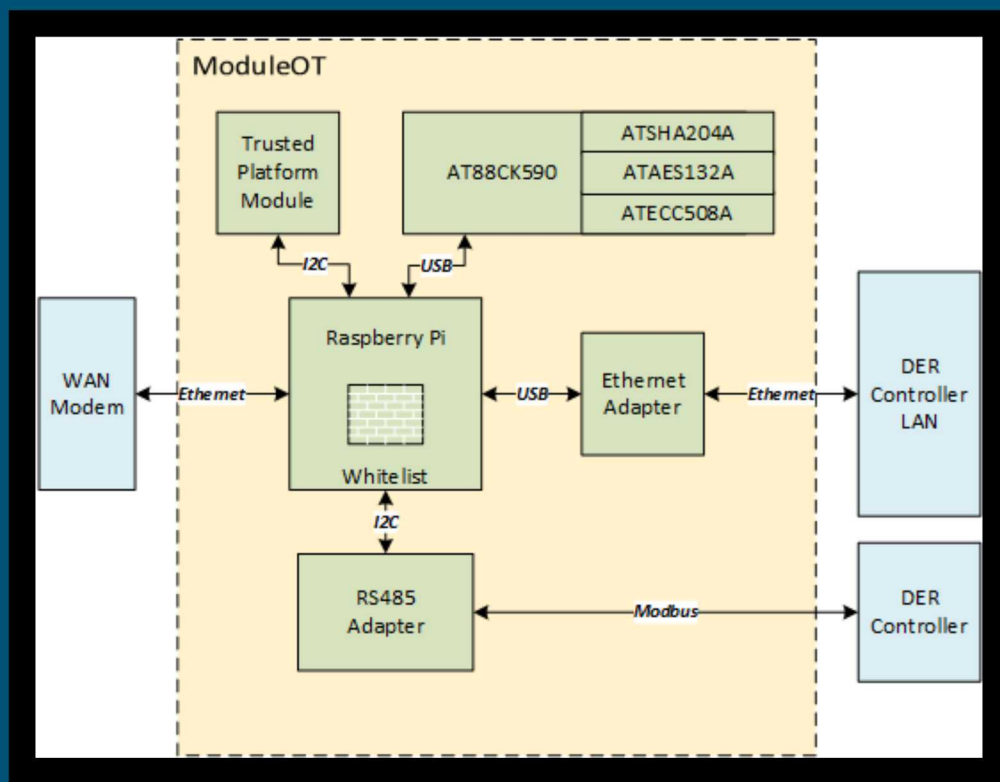 ModuleOT
Trusted
Platform
Module
AT88CK590
ATSHA204A
ATAES132A
ATECC508A
I2C
USB
WAN
Modem
Ethernet
Raspberry Pi
Whitelist
USB
Ethernet
Adapter
Ethernet
DER
Controller
LAN
I2C
RS485
Adapter
Modbus
DER
Controller